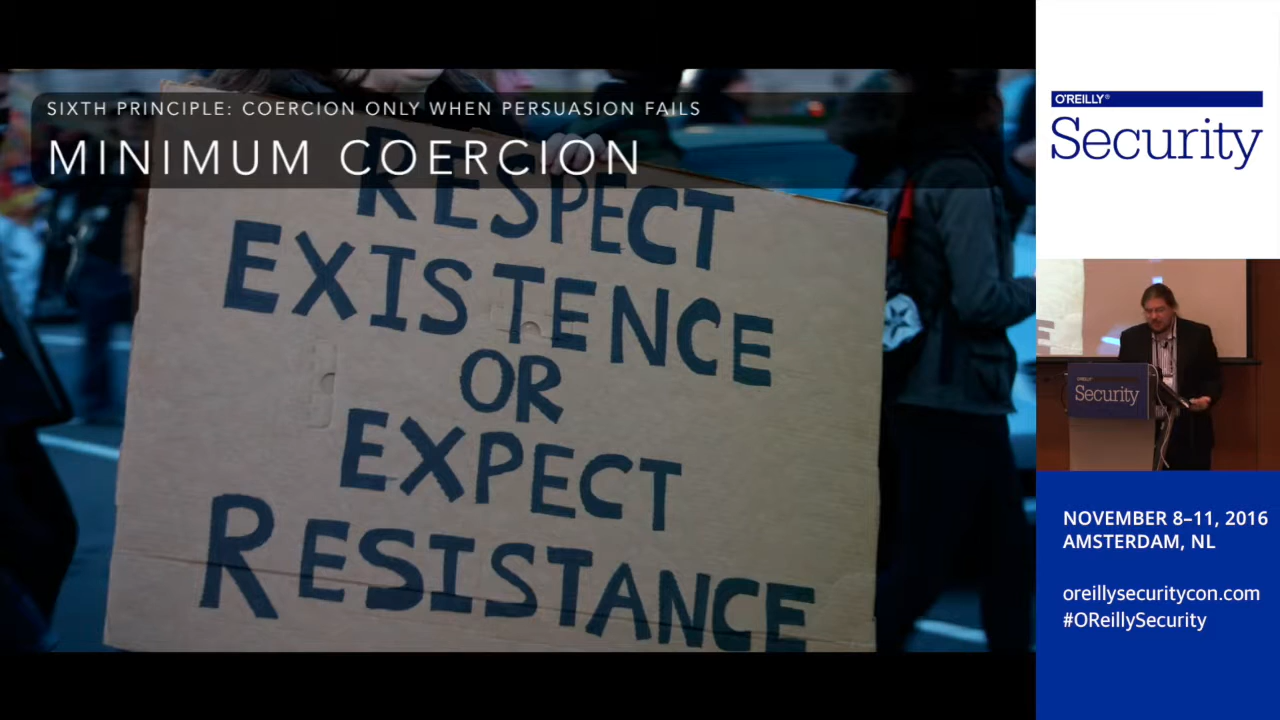 SIXTH PRINCIPLE: COERCION ONLY WHEN PERSUASION FAILS
MINIMUM COERCION
RESPECT
EXISTENCE
OR
EXPECT
RESISTANCE
O'REILLY®
Security
O'REILLY
Security
NOVEMBER 8–11, 2016
AMSTERDAM, NL
oreillysecuritycon.com
#OReillySecurity